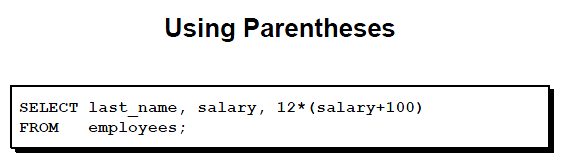 Using Parentheses
SELECT last_name, salary, 12*(salary+100)
FROM   employees;